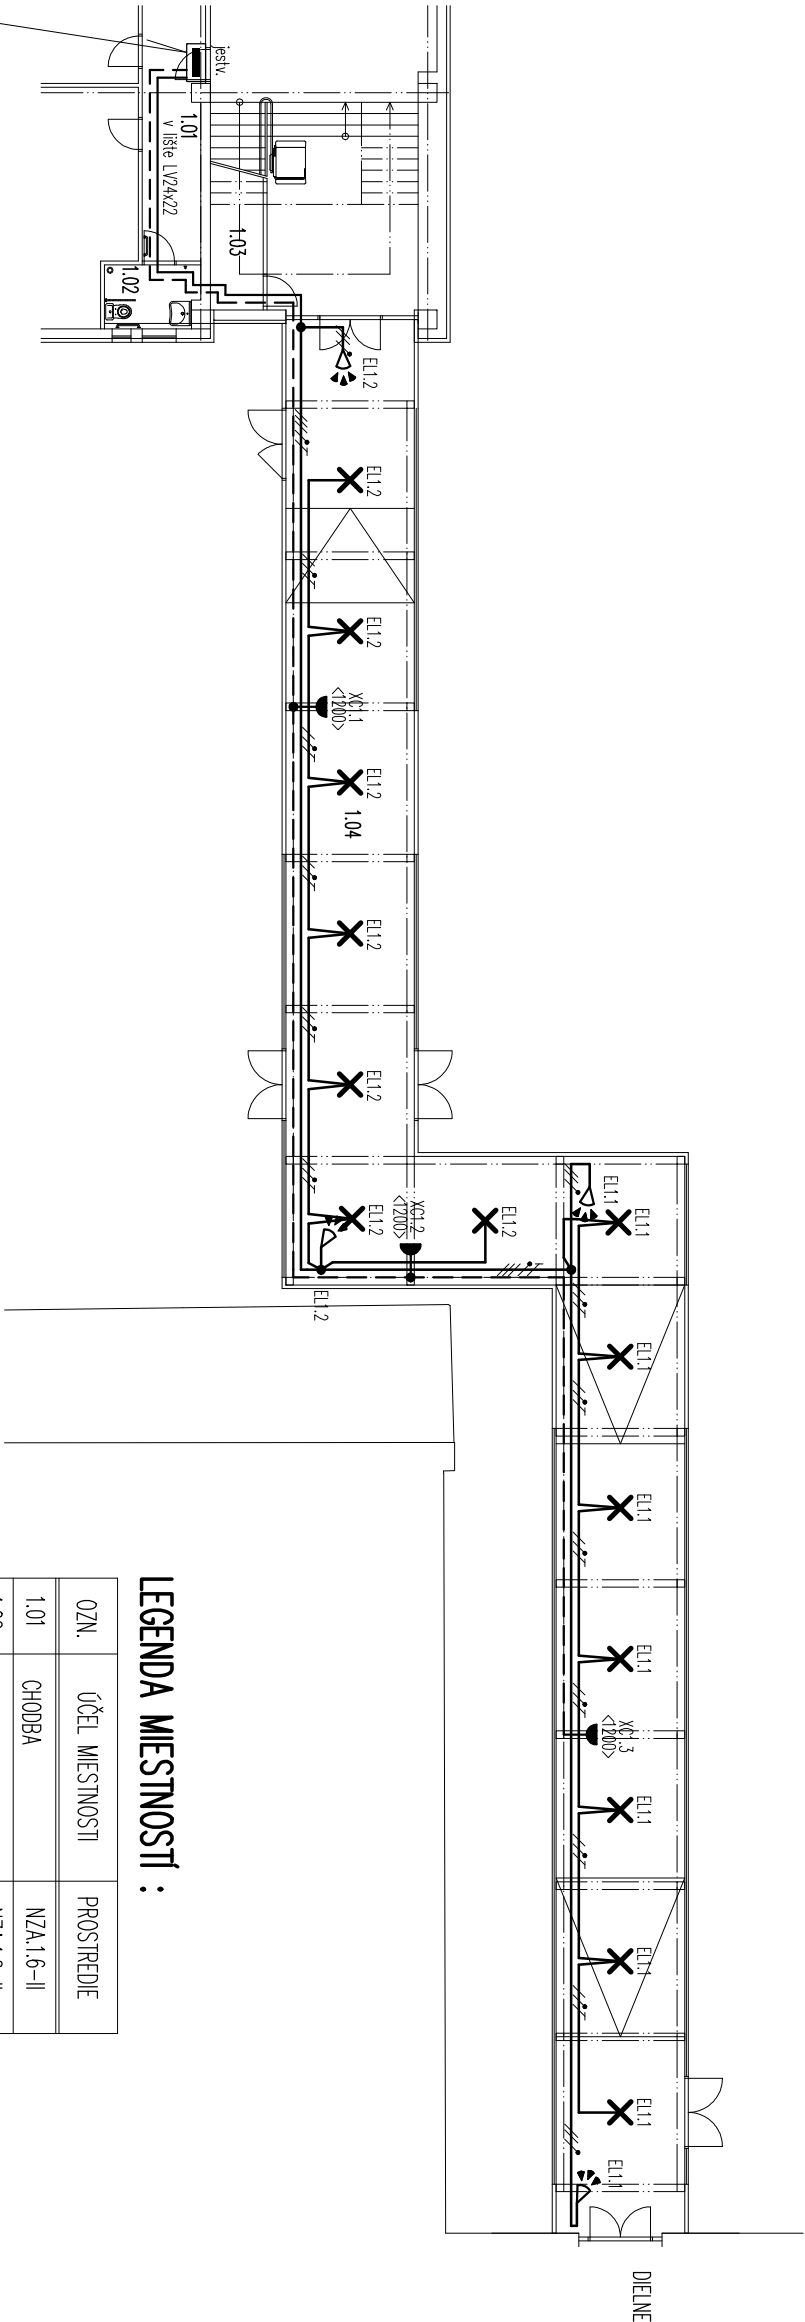 jestv.
1.01
v lište LV24x22
1.02
1.03
EL1.2
EL1.2
EL1.2
XC1.1
<1200>
EL1.2
1.04
EL1.2
EL1.2
EL1.2
XC1.2
<1200>
EL1.2
EL1.2
EL1.1
EL1.1
EL1.1
EL1.1
EL1.1
XC1.3
<1200>
EL1.1
EL1.1
EL1.1
EL1.1
DIELNE
LEGENDA MIESTNOSTÍ :
OZN. ÚČEL MIESTNOSTI PROSTREDIE
1.01 CHODBA NZA.1.6-II